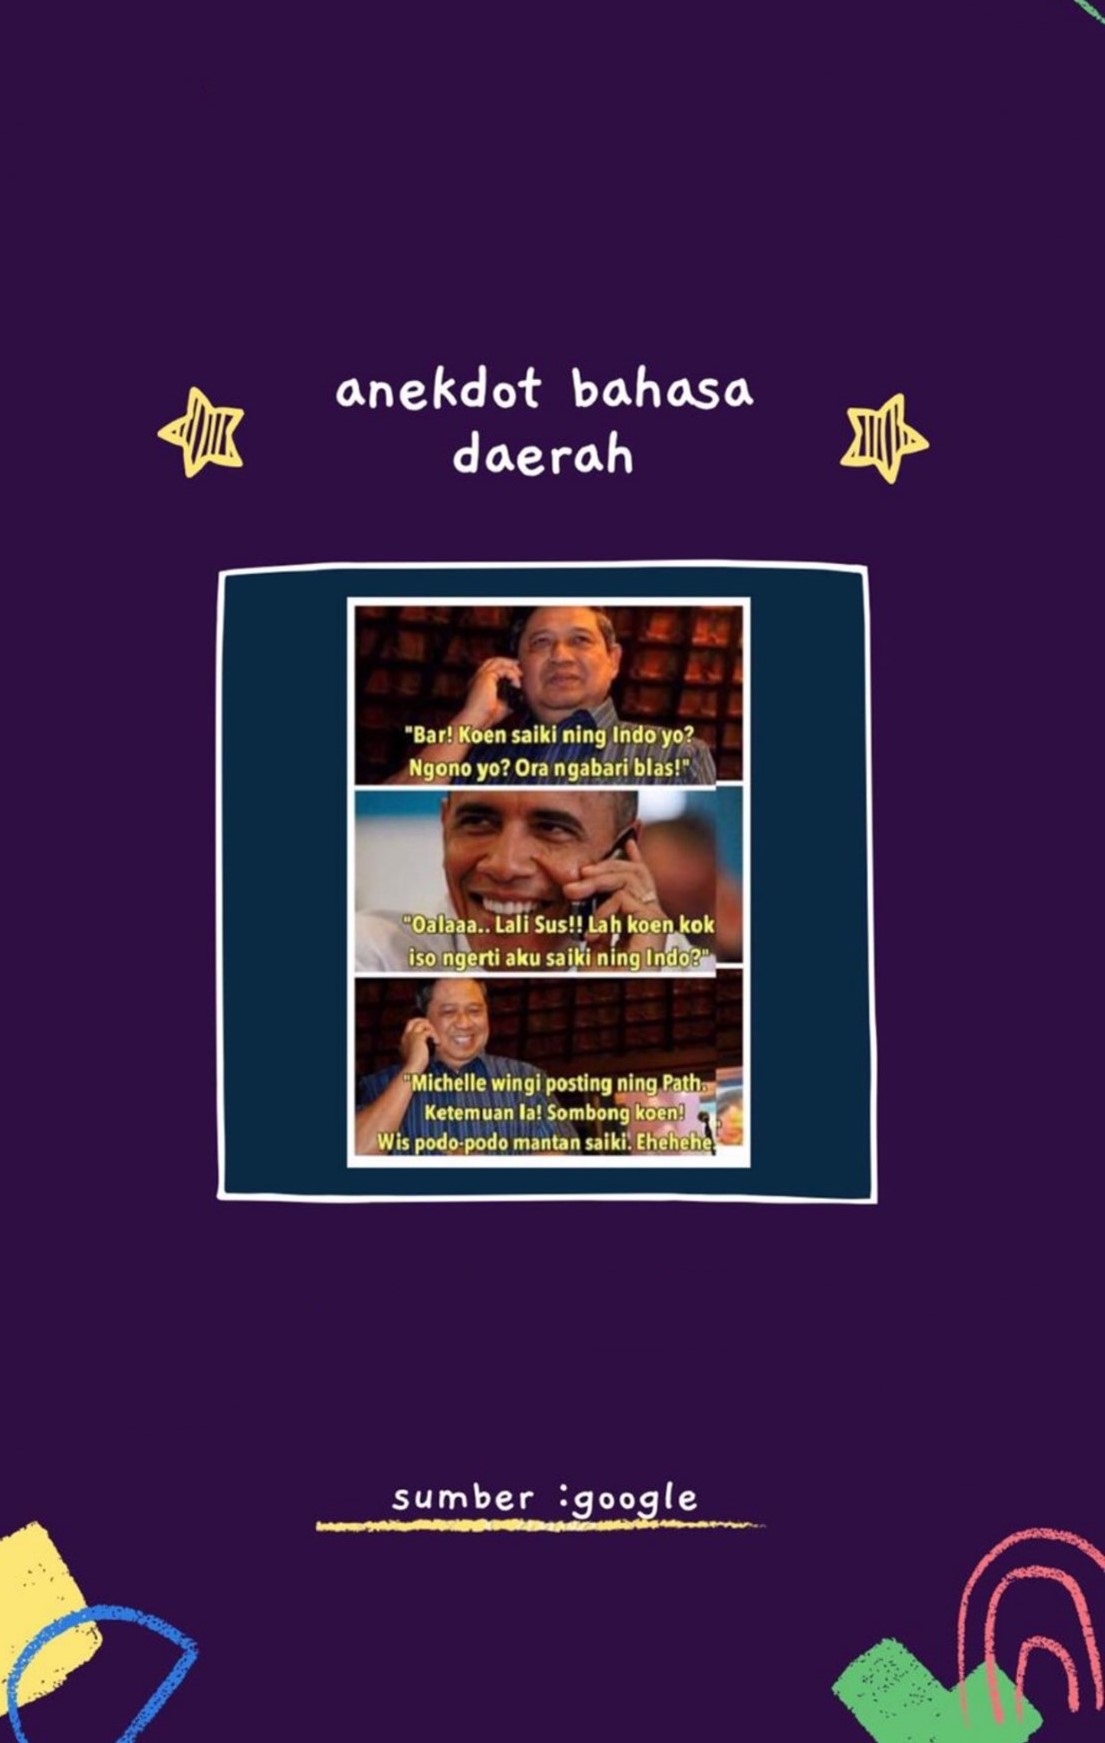 anekdot bahasa
daerah
"Bar! Koen saiki ning Indo yo?
Ngono yo? Ora ngabari blas!"
"Oalaaa.. Lali Sus!! Lah koen kok
iso ngerti aku saiki ning Indo?"
"Michelle wingi posting ning Path.
Ketemuan la! Sombong koen!
Wis podo-podo mantan saiki. Ehehehe
sumber :google